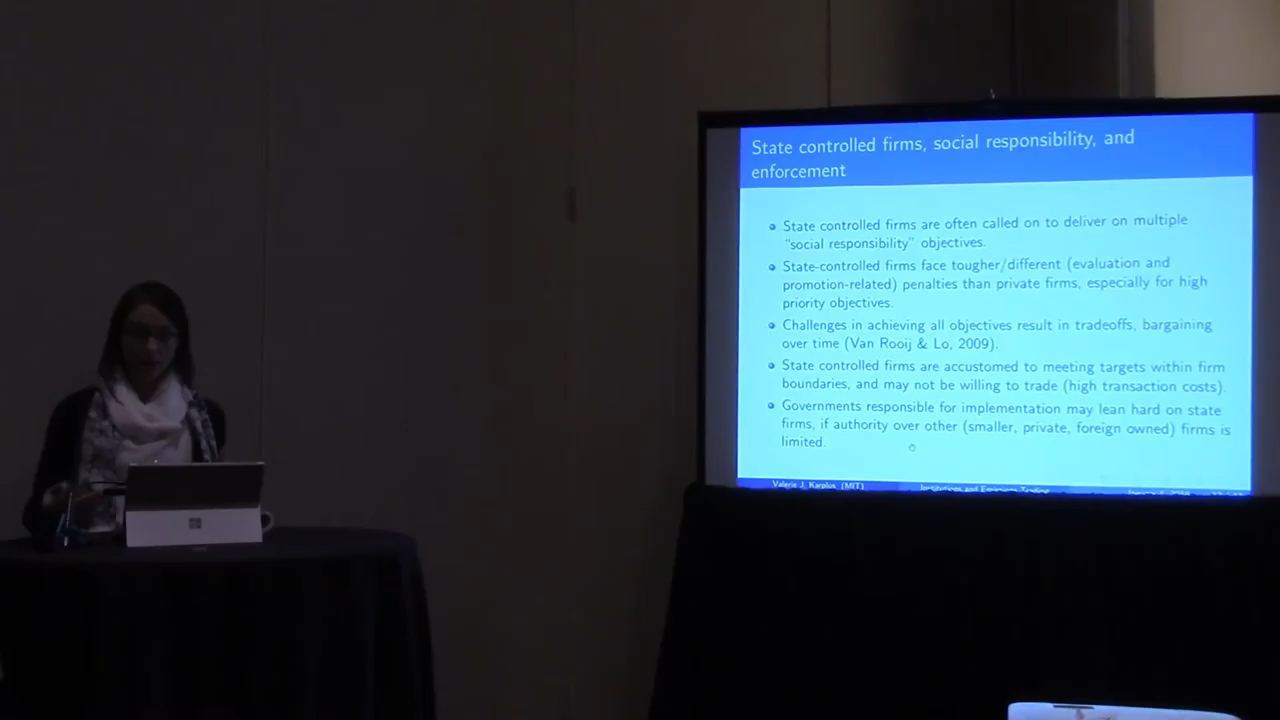 State controlled firms, social responsibility, and
enforcement
State controlled firms are often called on to deliver on multiple
“social responsibility” objectives.
State-controlled firms face tougher/different (evaluation and
promotion-related) penalties than private firms, especially for high
priority objectives.
Challenges in achieving all objectives result in tradeoffs, bargaining
over time (Van Rooij & Lo, 2009).
State controlled firms are accustomed to meeting targets within firm
boundaries, and may not be willing to trade (high transaction costs).
Governments responsible for implementation may lean hard on state
firms, if authority over other (smaller, private, foreign owned) firms is
limited.
Valerie J. Karplus (MIT)
Institutions and Emissions Trading